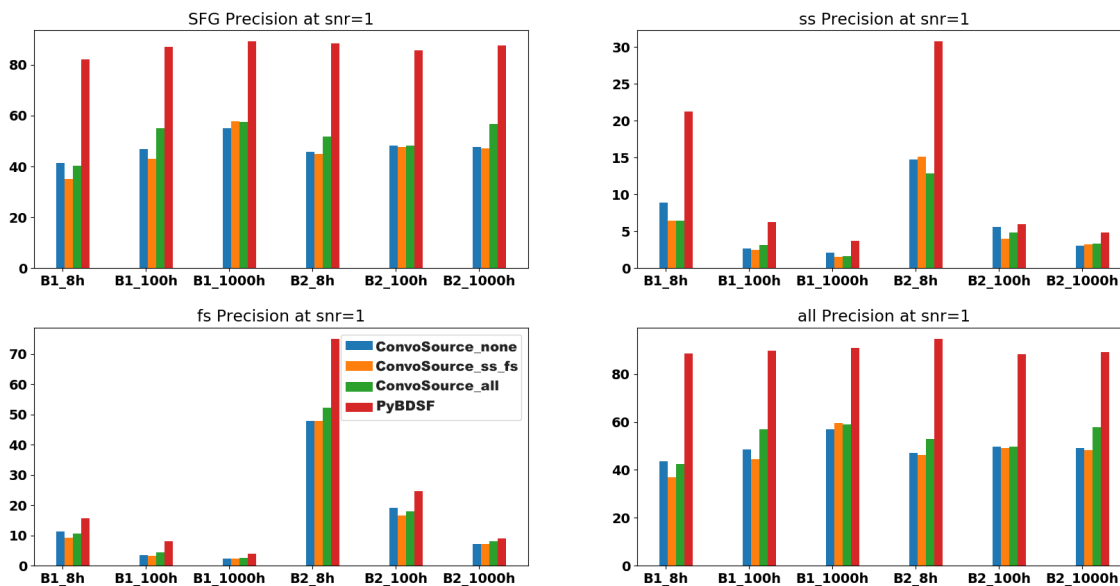 SFG Precision at snr=1
80
60
40
20
0
B1_8h B1_100h B1_1000h B2_8h B2_100h B2_1000h
ss Precision at snr=1
30
25
20
15
10
5
0
B1_8h B1_100h B1_1000h B2_8h B2_100h B2_1000h
fs Precision at snr=1
70
60
50
40
30
20
10
0
B1_8h B1_100h B1_1000h B2_8h B2_100h B2_1000h
ConvoSource_none
ConvoSource_ss_fs
ConvoSource_all
PyBDSF
all Precision at snr=1
80
60
40
20
0
B1_8h B1_100h B1_1000h B2_8h B2_100h B2_1000h